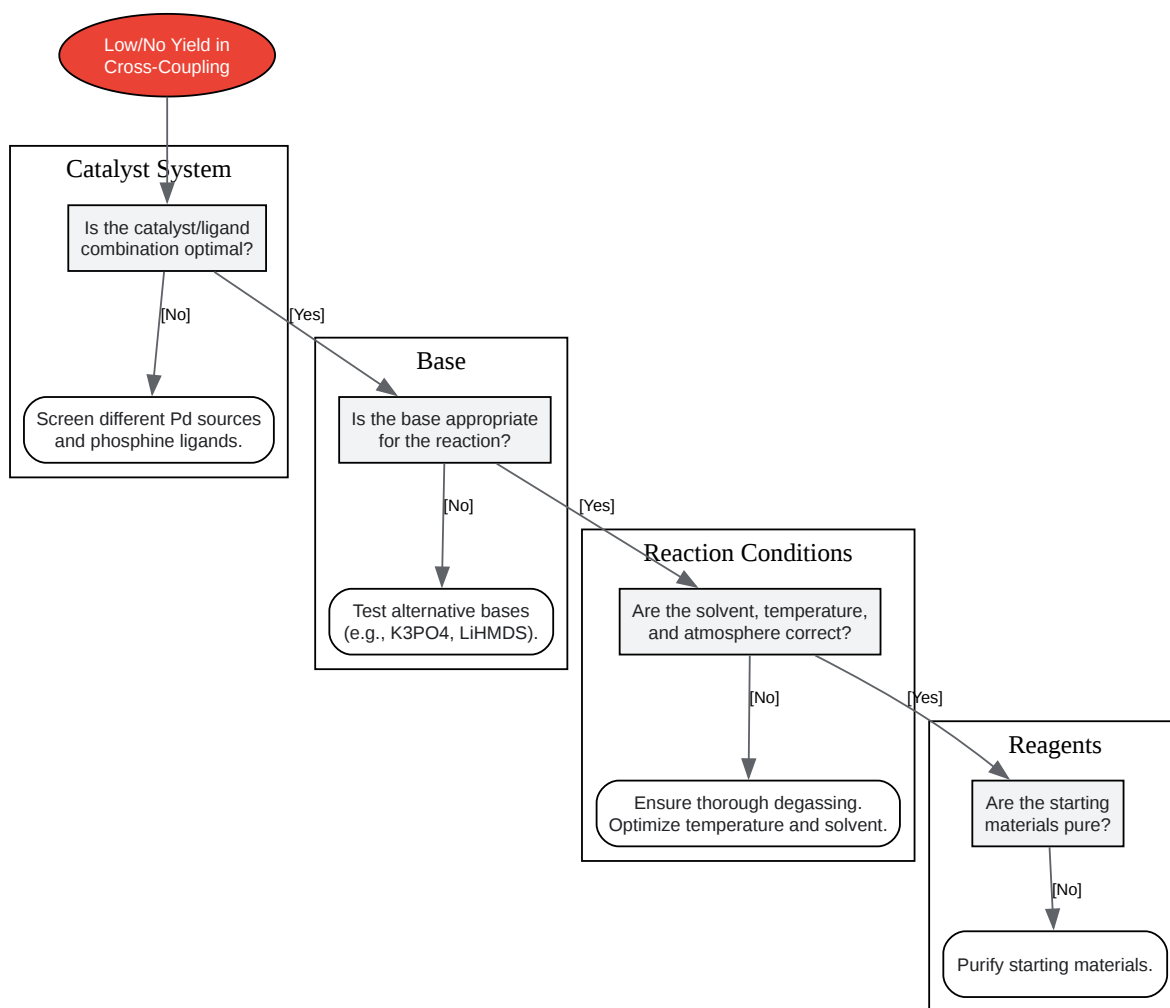 Low/No Yield in
Cross-Coupling
Catalyst System
Is the catalyst/ligand
combination optimal?
[No]
[Yes]
Screen different Pd sources
and phosphine ligands.
Base
Is the base appropriate
for the reaction?
[No]
[Yes]
Test alternative bases
(e.g., K3PO4, LiHMDS).
Reaction Conditions
Are the solvent, temperature,
and atmosphere correct?
[No]
[Yes]
Ensure thorough degassing.
Optimize temperature and solvent.
Reagents
Are the starting
materials pure?
[No]
Purify starting materials.